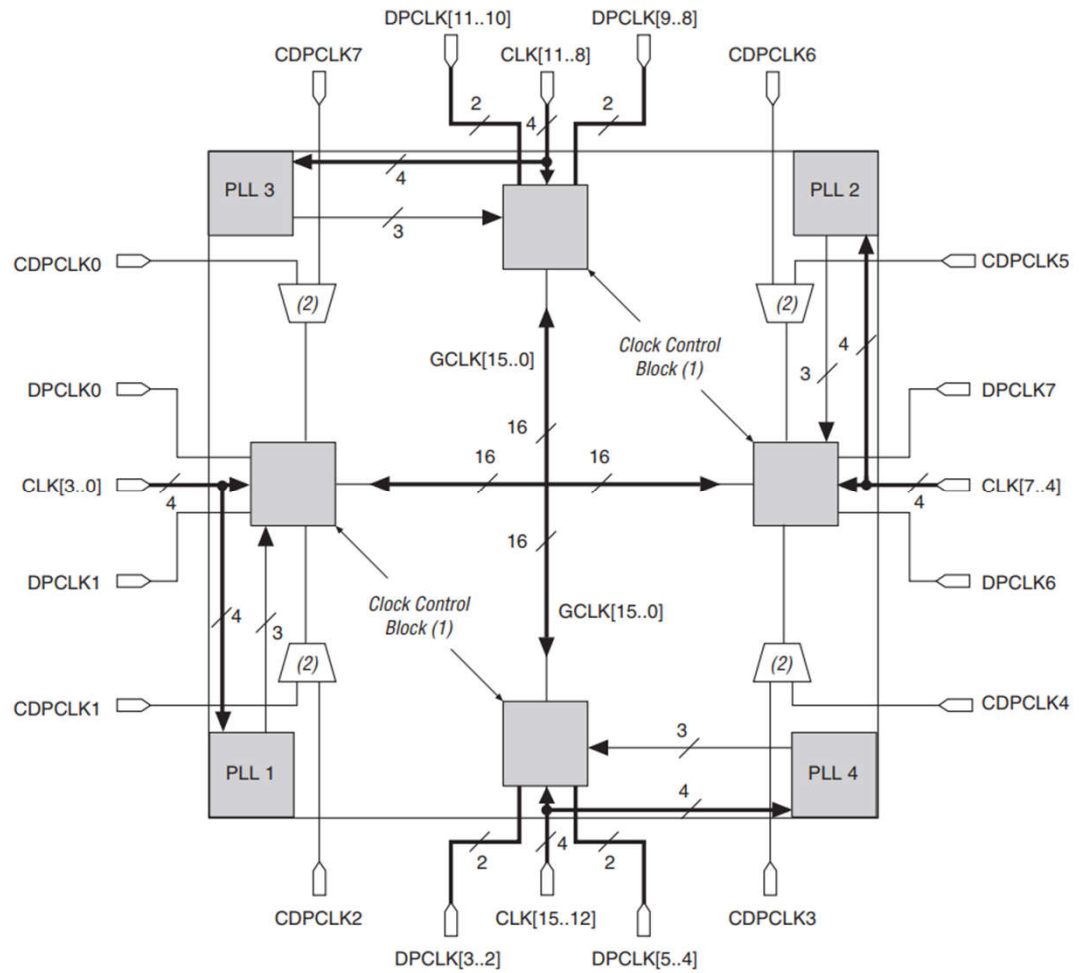 DPCLK[11..10]
DPCLK[9..8]
CDPCLK7
CLK[11..8]
CDPCLK6
2
4
2
PLL 3
4
PLL 2
3
CDPCLK0
CDPCLK5
(2)
(2)
GCLK[15..0]
Clock Control
Block (1)
4
3
DPCLK0
DPCLK7
16
16
16
CLK[3..0]
4
CLK[7..4]
4
16
DPCLK1
DPCLK6
Clock Control
Block (1)
GCLK[15..0]
4
3
(2)
(2)
CDPCLK1
CDPCLK4
3
PLL 1
PLL 4
4
2
4
2
CDPCLK2
CLK[15..12]
CDPCLK3
DPCLK[3..2]
DPCLK[5..4]